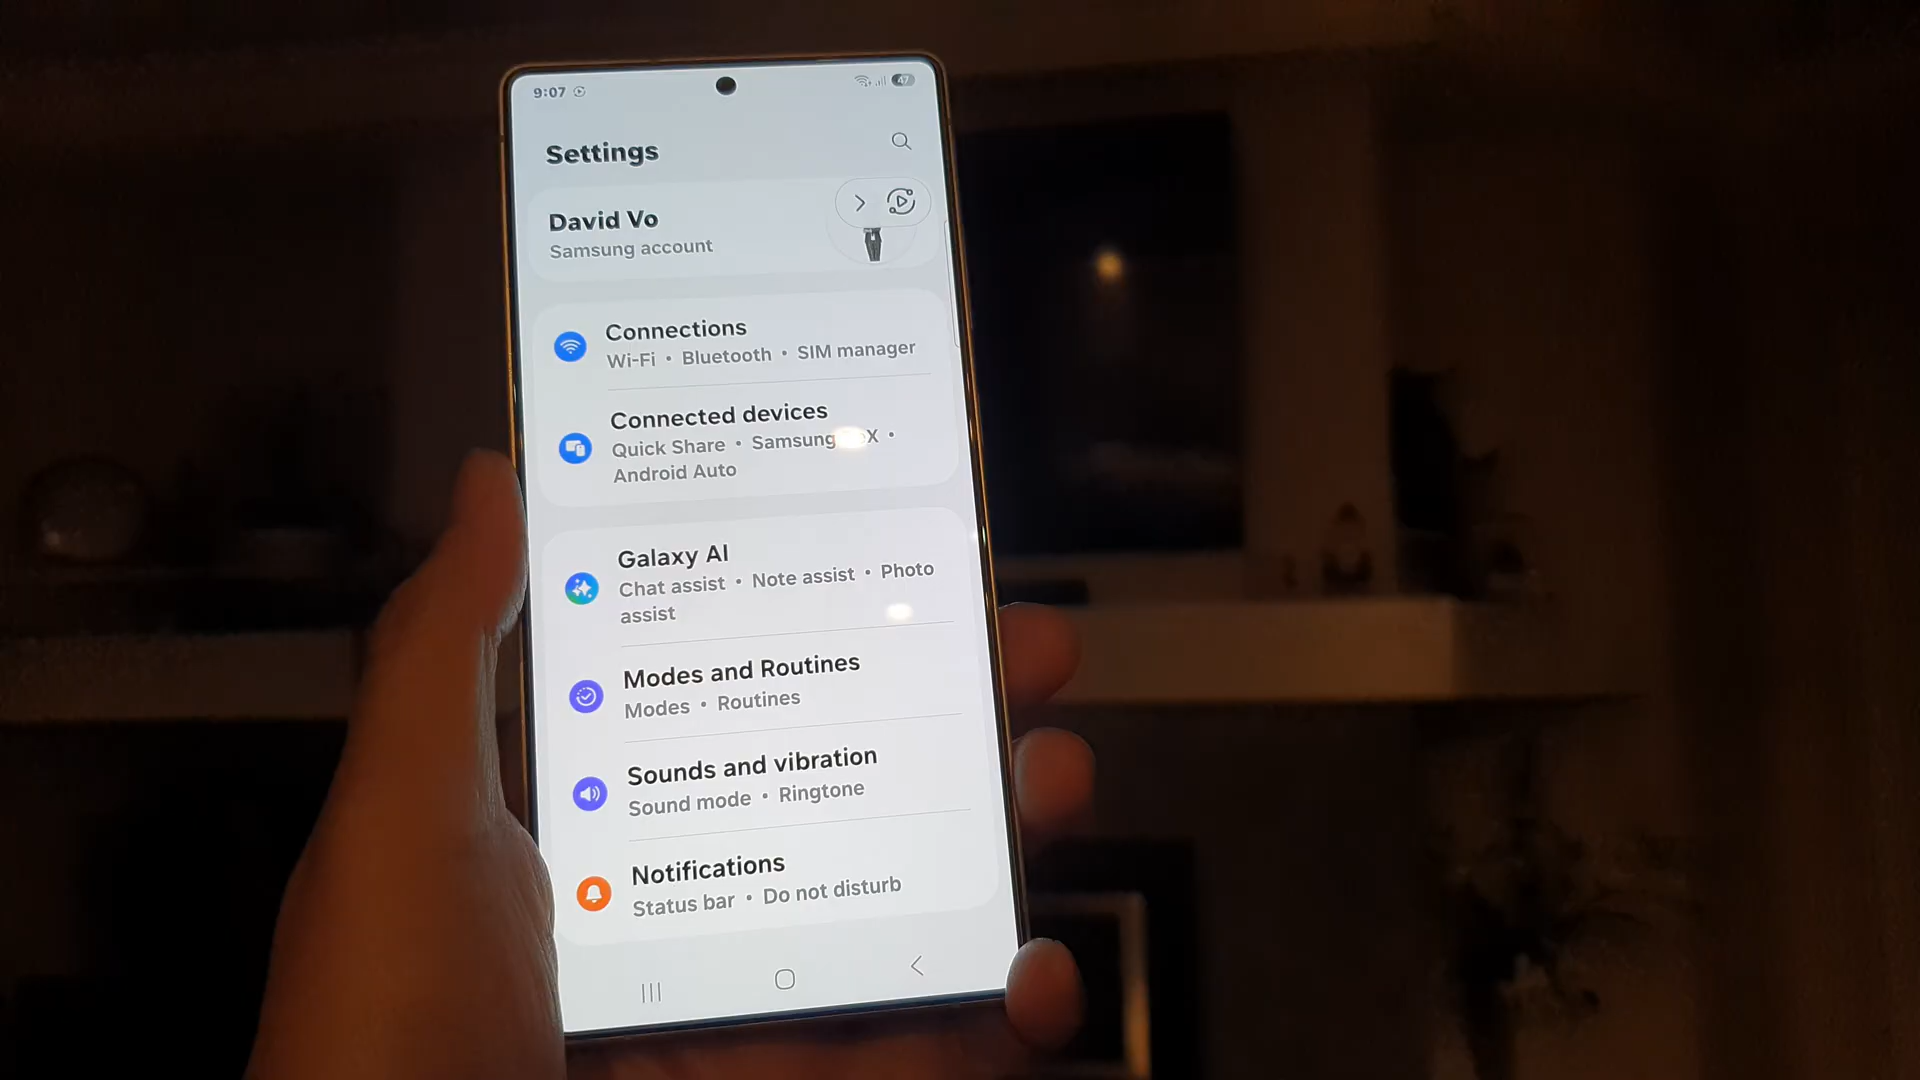 9:07
47
Settings
David Vo
Samsung account
Connections
Wi-Fi • Bluetooth • SIM manager
Connected devices
Quick Share • Samsung X •
Android Auto
Galaxy AI
Chat assist • Note assist • Photo
assist
Modes and Routines
Modes • Routines
Sounds and vibration
Sound mode • Ringtone
Notifications
Status bar • Do not disturb